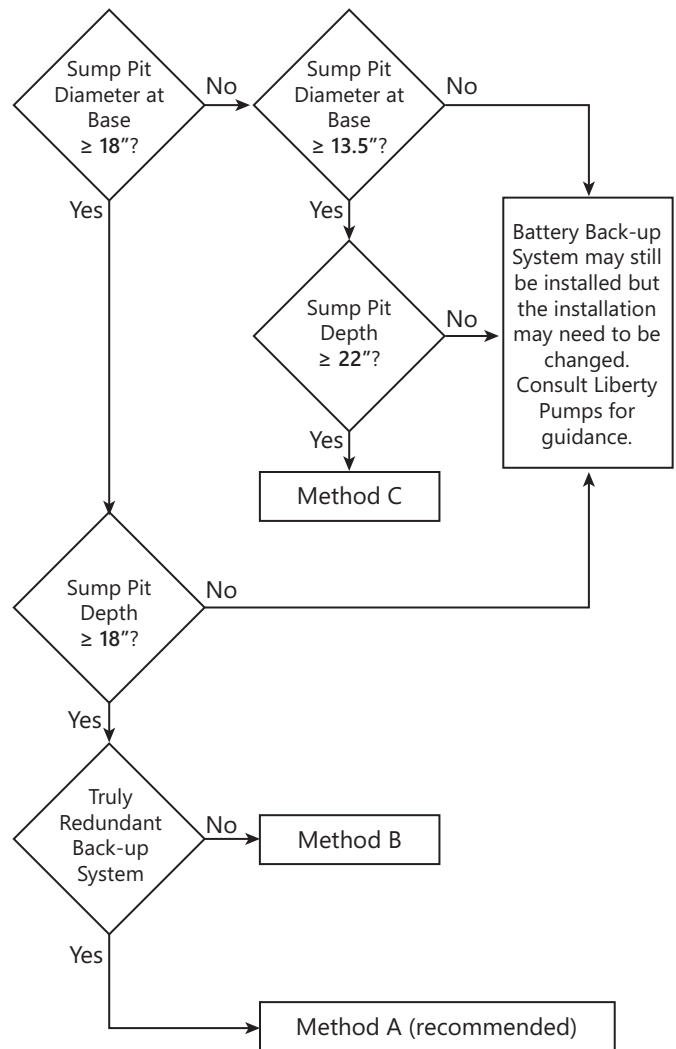 Sump Pit
Diameter at
Base
≥ 18"?
No
Sump Pit
Diameter at
Base
≥ 13.5"?
No
Yes
Yes
Battery Back-up
System may still
be installed but
the installation
may need to be
changed.
Consult Liberty
Pumps for
guidance.
Sump Pit
Depth
≥ 22"?
No
Yes
Method C
Sump Pit
Depth
≥ 18"?
No
Yes
Truly
Redundant
Back-up
System
No
Method B
Yes
Method A (recommended)